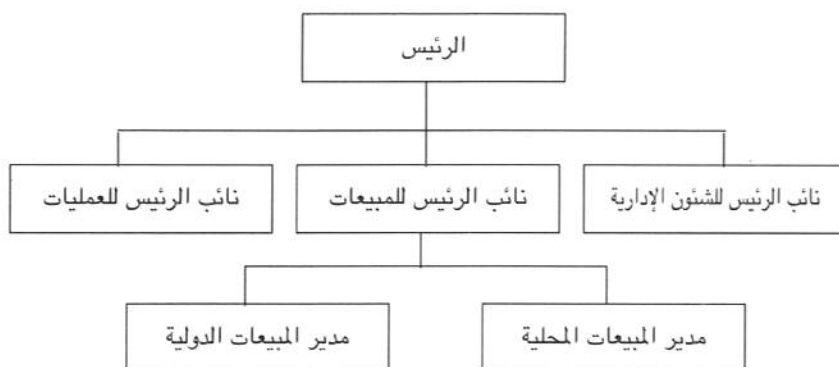 الرئيس
نائب الرئيس للشئون الإدارية
نائب الرئيس للمبيعات
نائب الرئيس للعمليات
مدير المبيعات المحلية
مدير المبيعات الدولية